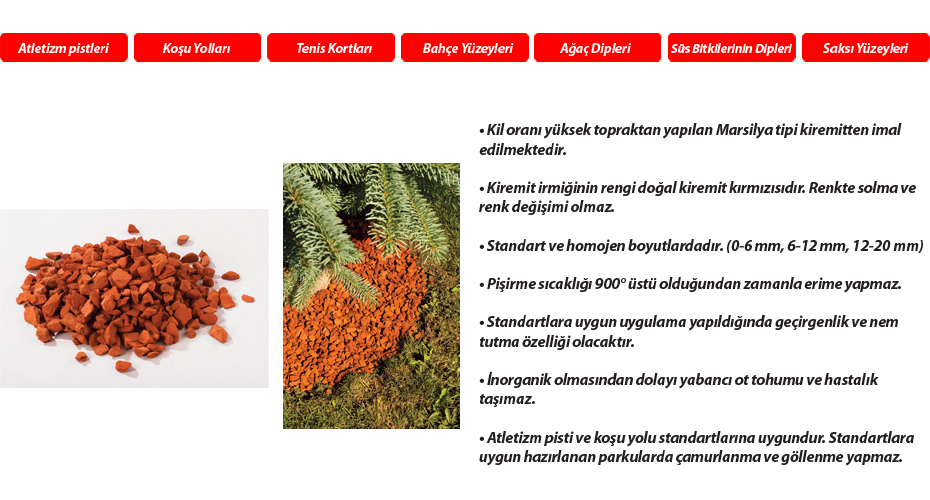 Atletizm pistleri
Koşu Yolları
Tenis Kortları
Bahçe Yüzeyleri
Ağaç Dipleri
Süs Bitkilerinin Dipleri
Saksı Yüzeyleri
• Kil oranı yüksek topraktan yapılan Marsilya tipi kiremitten imal
edilmektedir.
• Kiremit irmiğinin rengi doğal kiremit kırmızısıdır. Renkte solma ve
renk değişimi olmaz.
• Standart ve homojen boyutlardadır. (0-6 mm, 6-12 mm, 12-20 mm)
• Pişirme sıcaklığı 900° üstü olduğundan zamanla erime yapmaz.
• Standartlara uygun uygulama yapıldığında geçirgenlik ve nem
tutma özelliği olacaktır.
• İnorganik olmasından dolayı yabancı ot tohumu ve hastalık
taşımaz.
• Atletizm pisti ve koşu yolu standartlarına uygundur. Standartlara
uygun hazırlanan parkularda çamurlanma ve göllenme yapmaz.